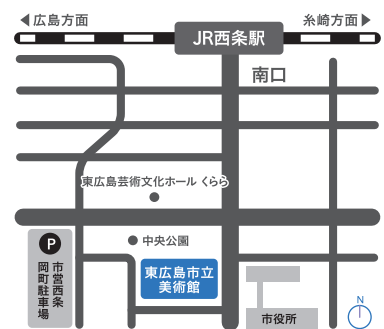 ◀広島方面
糸崎方面▶
JR西条駅
南口
東広島芸術文化ホール くらら
中央公園
P
市営西条
岡町駐車場
東広島市立
美術館
市役所
N